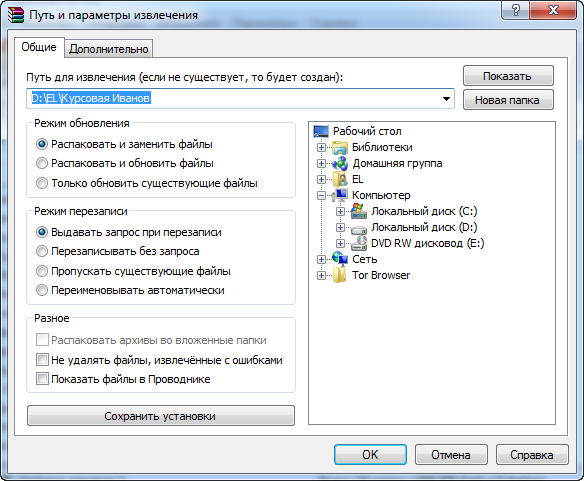 Путь и параметры извлечения
Общие
Дополнительно
Путь для извлечения (если не существует, то будет создан):
D:\EL\Курсовая Иванов
Показать
Новая папка
Режим обновления
Распаковать и заменить файлы
Распаковать и обновить файлы
Только обновить существующие файлы
Режим перезаписи
Выдавать запрос при перезаписи
Перезаписывать без запроса
Пропускать существующие файлы
Переименовывать автоматически
Разное
Распаковать архивы во вложенные папки
Не удалять файлы, извлечённые с ошибками
Показать файлы в Проводнике
Сохранить установки
Рабочий стол
Библиотеки
Домашняя группа
EL
Компьютер
Локальный диск (C:)
Локальный диск (D:)
DVD RW дисковод (E:)
Сеть
Tor Browser
OK
Отмена
Справка